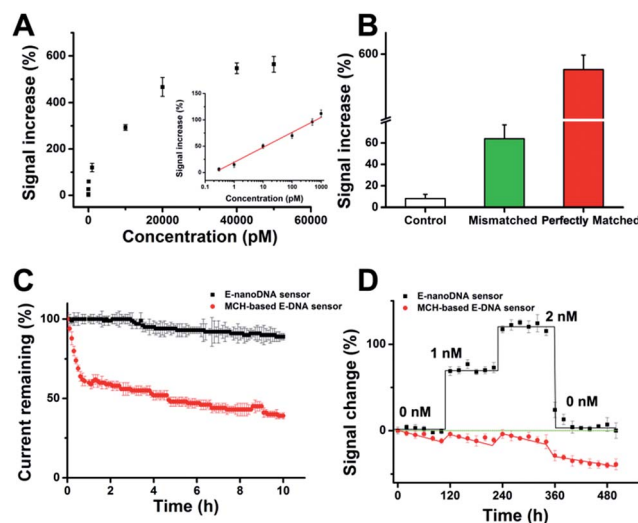 A
Signal increase (%)
600
400
200
0
0
20000
40000
60000
Concentration (pM)
Signal increase (%)
150
100
50
0
0.1
1
10
100
1000
Concentration (pM)
B
Signal increase (%)
600
60
40
20
0
Control
Mismatched
Perfectly Matched
C
E-nanoDNA sensor
MCH-based E-DNA sensor
Current remaining (%)
100
50
0
0
2
4
6
8
10
Time (h)
D
E-nanoDNA sensor
MCH-based E-DNA sensor
Signal change (%)
100
0
0 nM
1 nM
2 nM
0 nM
0
120
240
360
480
Time (h)